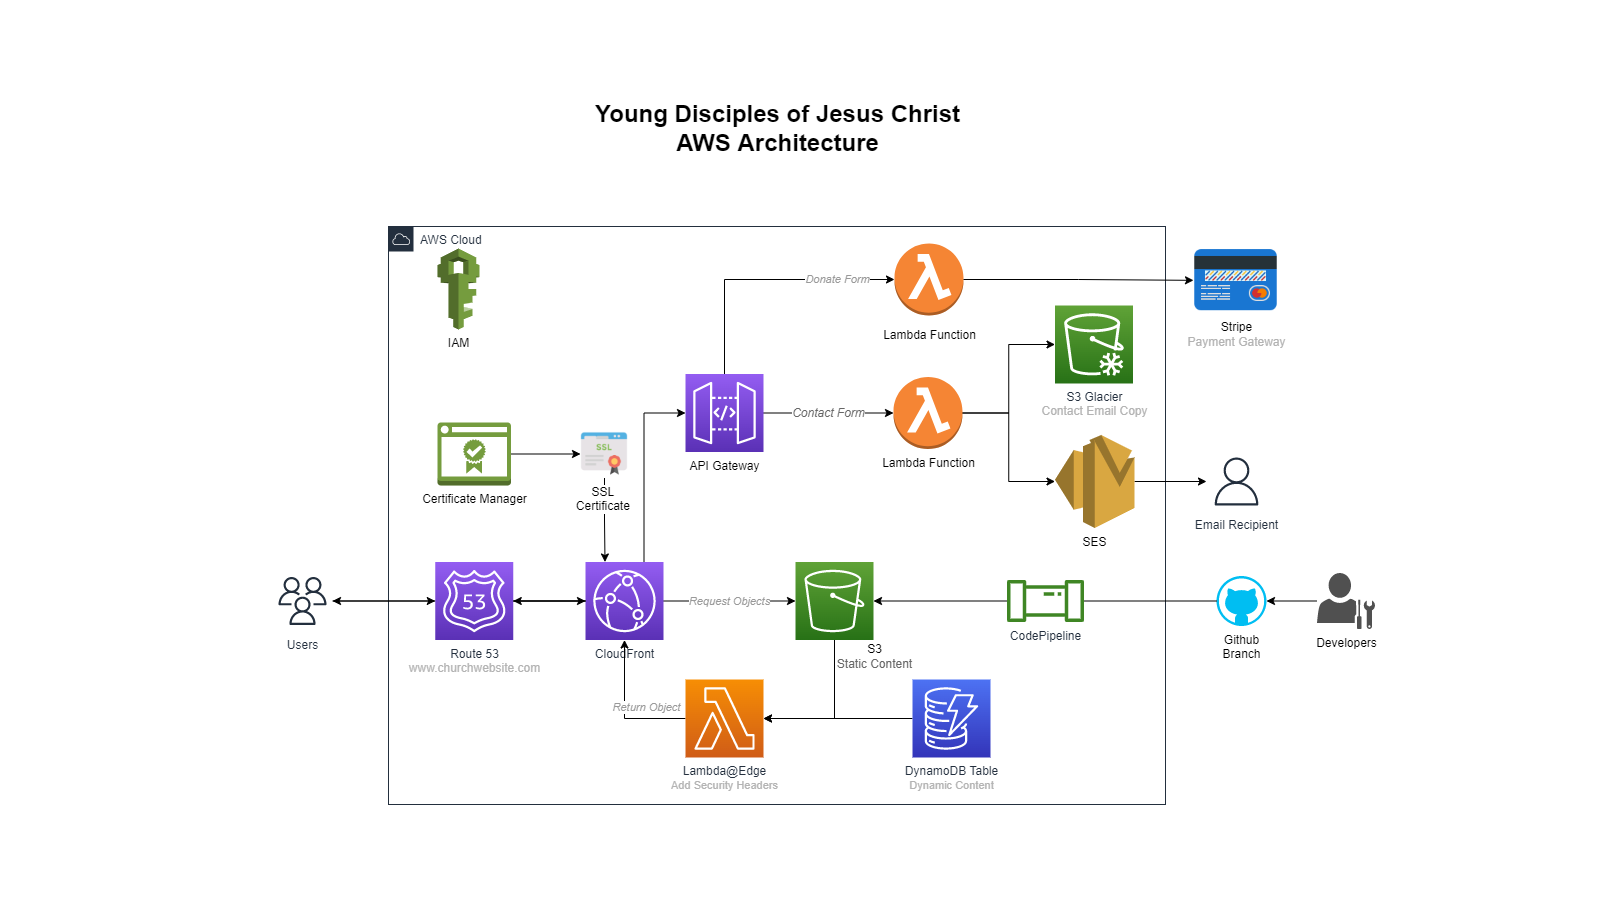 Young Disciples of Jesus Christ
AWS Architecture
AWS Cloud
IAM
Donate Form
Lambda Function
Stripe
Payment Gateway
S3 Glacier
Contact Email Copy
Contact Form
API Gateway
Lambda Function
SSL
Certificate Manager
SSL
Certificate
SES
Email Recipient
53
Request Objects
Users
Route 53
www.churchwebsite.com
CloudFront
S3
Static Content
CodePipeline
Github
Branch
Developers
Return Object
Lambda@Edge
Add Security Headers
DynamoDB Table
Dynamic Content